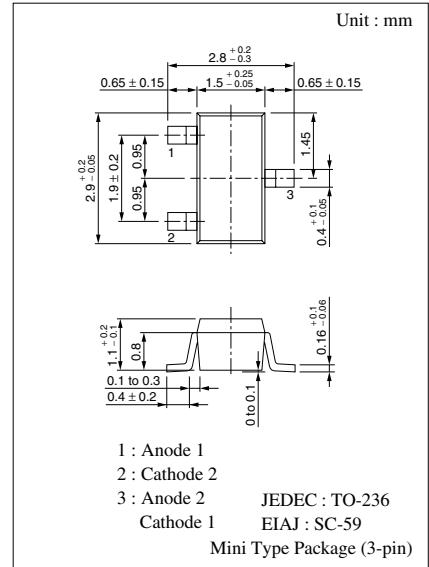 Unit : mm
2.8 +0.2 −0.3
0.65 ± 0.15
1.5 +0.25 −0.05
0.65 ± 0.15
2.9 +0.2 −0.05
1.9 ± 0.2
0.95
0.95
1
2
3
1.45
0.4 +0.1 −0.05
1.1 +0.2 −0.1
0.8
0.16 +0.1 −0.06
0.1 to 0.3
0.4 ± 0.2
0 to 0.1
1 : Anode 1
2 : Cathode 2
3 : Anode 2
Cathode 1
JEDEC : TO-236
EIAJ : SC-59
Mini Type Package (3-pin)